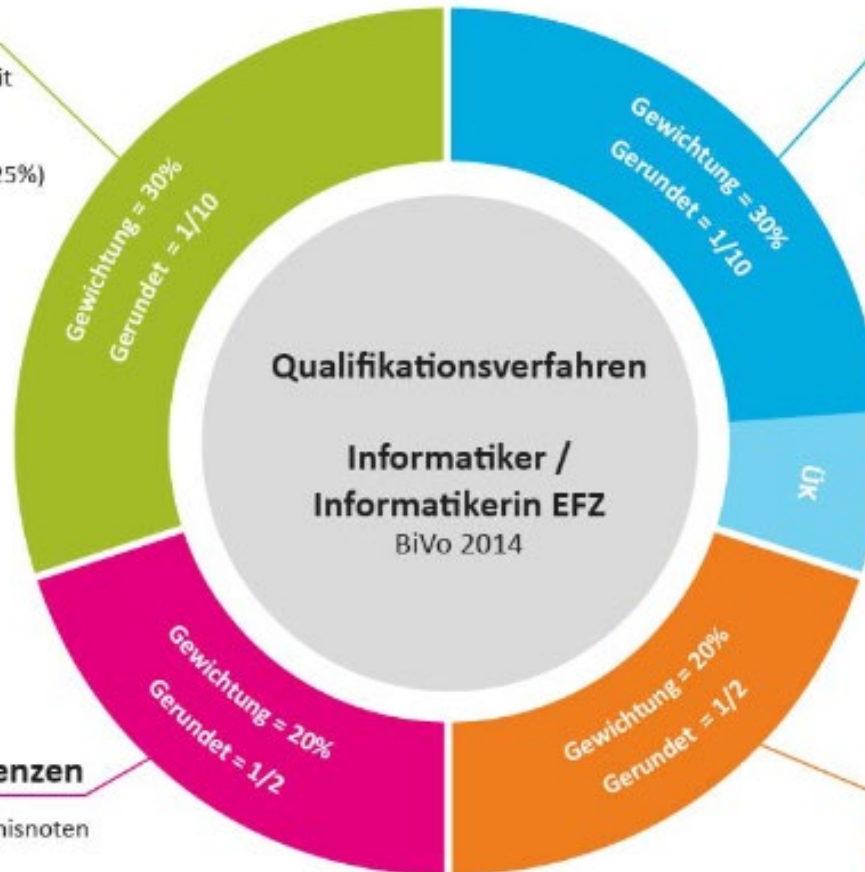 it
25%)
Gewichtung = 30%
Gerundet = 1/10
Gewichtung = 30%
Gerundet = 1/10
ÜK
Qualifikationsverfahren
Informatiker /
Informatikerin EFZ
BiVo 2014
Gewichtung = 20%
Gerundet = 1/2
Gewichtung = 20%
Gerundet = 1/2
enzen
nisnoten